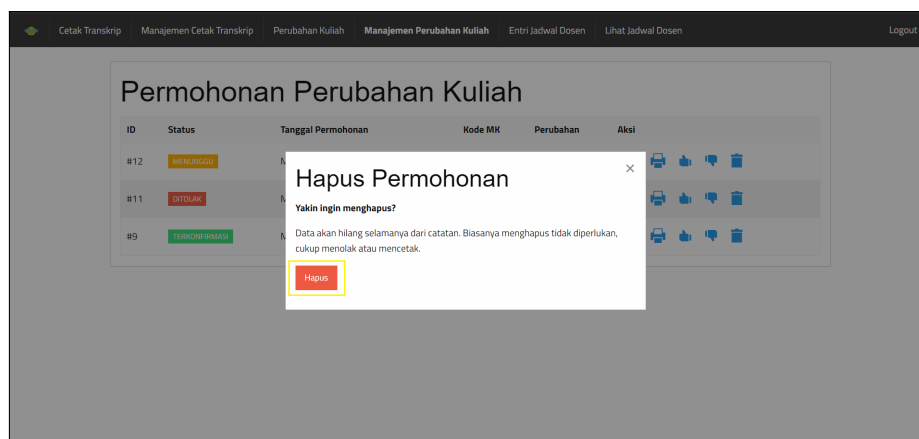 Cetak Transkrip Manajemen Cetak Transkrip Perubahan Kuliah Manajemen Perubahan Kuliah Entri Jadwal Dosen Lihat Jadwal Dosen Logout
Permohonan Perubahan Kuliah
ID Status Tanggal Permohonan Kode MK Perubahan Aksi
#12 MENUNGGU
#11 DITOLAK
#9 TERKONFIRMASI
Hapus Permohonan ×
Yakin ingin menghapus?
Data akan hilang selamanya dari catatan. Biasanya menghapus tidak diperlukan,
cukup menolak atau mencetak.
Hapus